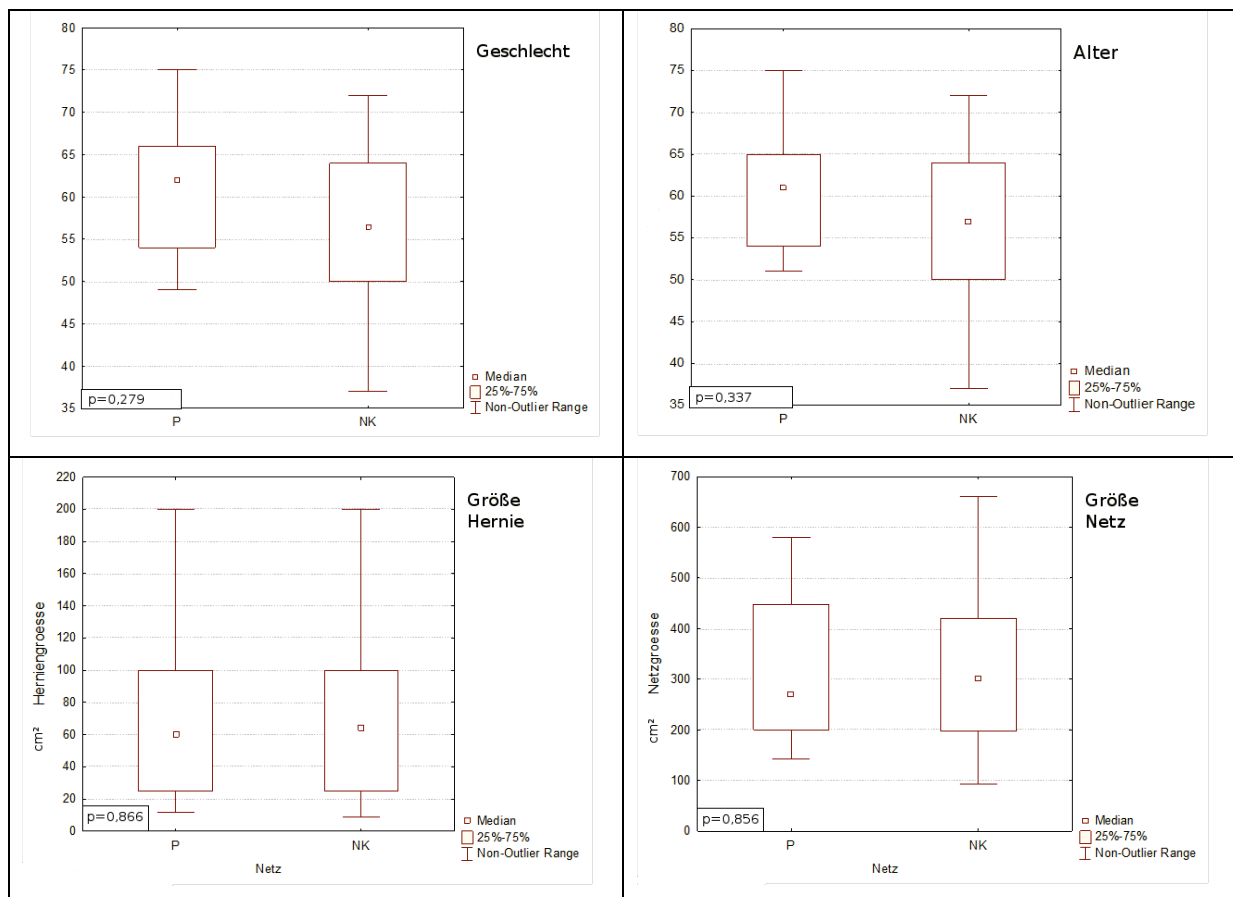 80
75
70
65
60
55
50
45
40
35
Geschlecht
p=0,279
P NK
Median
25%-75%
Non-Outlier Range
80
75
70
65
60
55
50
45
40
35
Alter
p=0,337
P NK
Median
25%-75%
Non-Outlier Range
220
200
180
160
140
120
100
80
60
40
20
0
cm² Herniengroesse
Größe
Hernie
p=0,866
P NK
Netz
Median
25%-75%
Non-Outlier Range
700
600
500
400
300
200
100
0
cm² Netzgroesse
Größe
Netz
p=0,856
P NK
Netz
Median
25%-75%
Non-Outlier Range